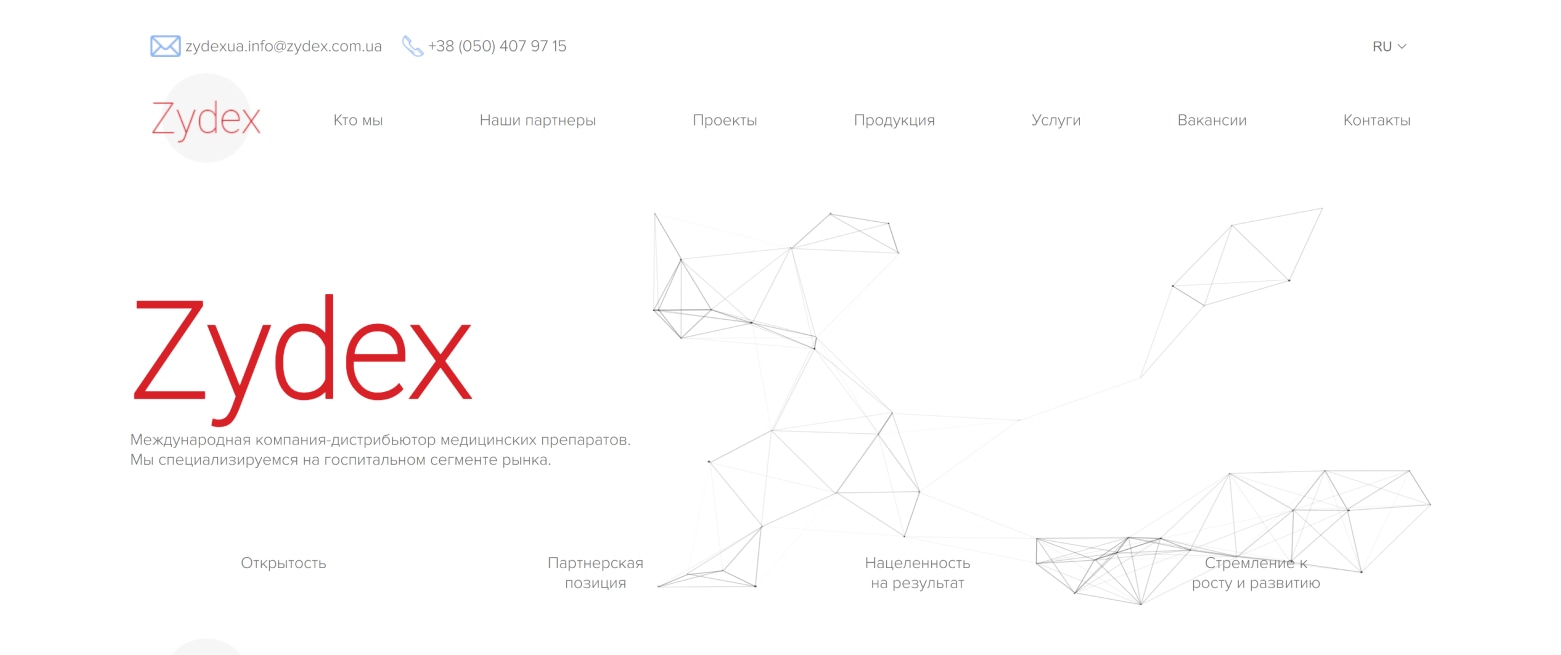 zydexua.info@zydex.com.ua
+38 (050) 407 97 15
RU
Zydex
Кто мы
Наши партнеры
Проекты
Продукция
Услуги
Вакансии
Контакты
Zydex
Международная компания-дистрибьютор медицинских препаратов.
Мы специализируемся на госпитальном сегменте рынка.
Открытость
Партнерская
позиция
Нацеленность
на результат
Стремление к
росту и развитию